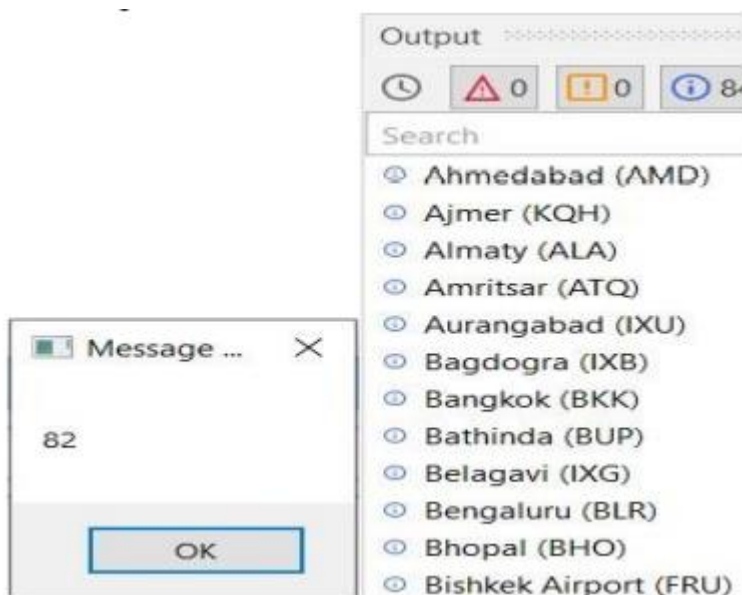 Output
0 0 84
Search
Ahmedabad (AMD)
Ajmer (KQH)
Almaty (ALA)
Amritsar (ATQ)
Aurangabad (IXU)
Bagdogra (IXB)
Bangkok (BKK)
Bathinda (BUP)
Belagavi (IXG)
Bengaluru (BLR)
Bhopal (BHO)
Bishkek Airport (FRU)
Message ...
82
OK